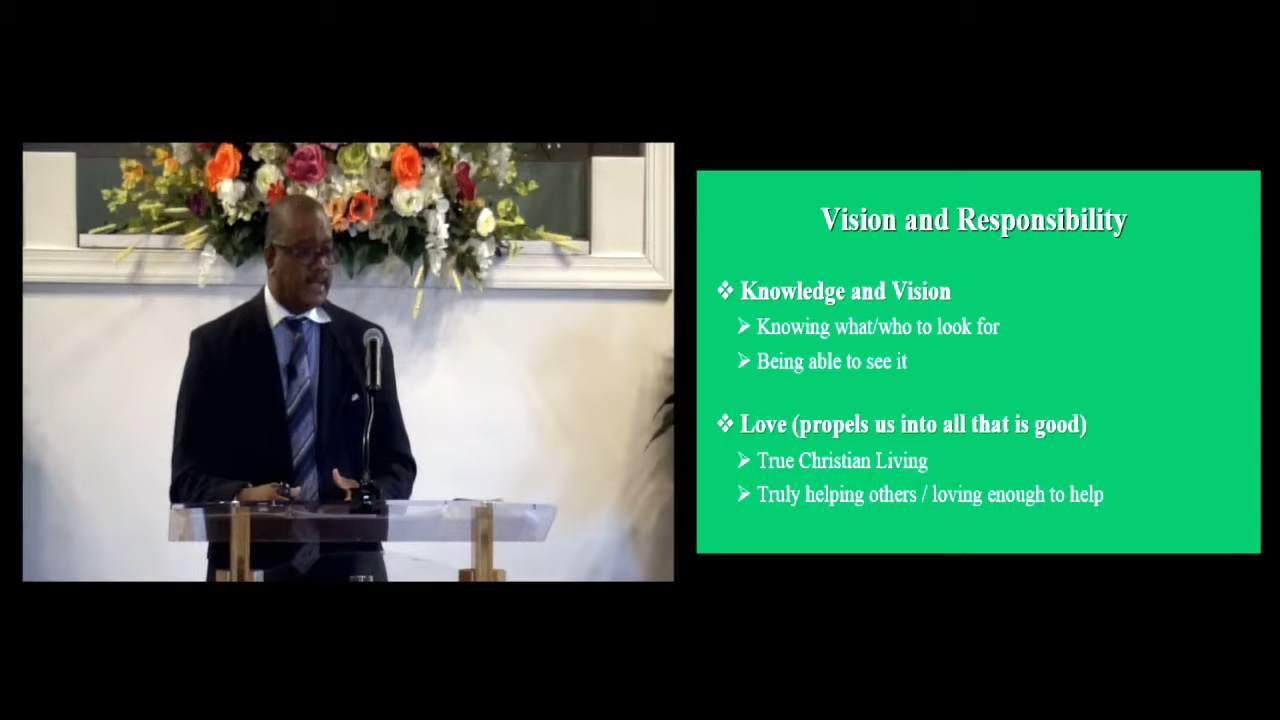 Vision and Responsibility
❖ Knowledge and Vision
➢ Knowing what/who to look for
➢ Being able to see it
❖ Love (propels us into all that is good)
➢ True Christian Living
➢ Truly helping others / loving enough to help